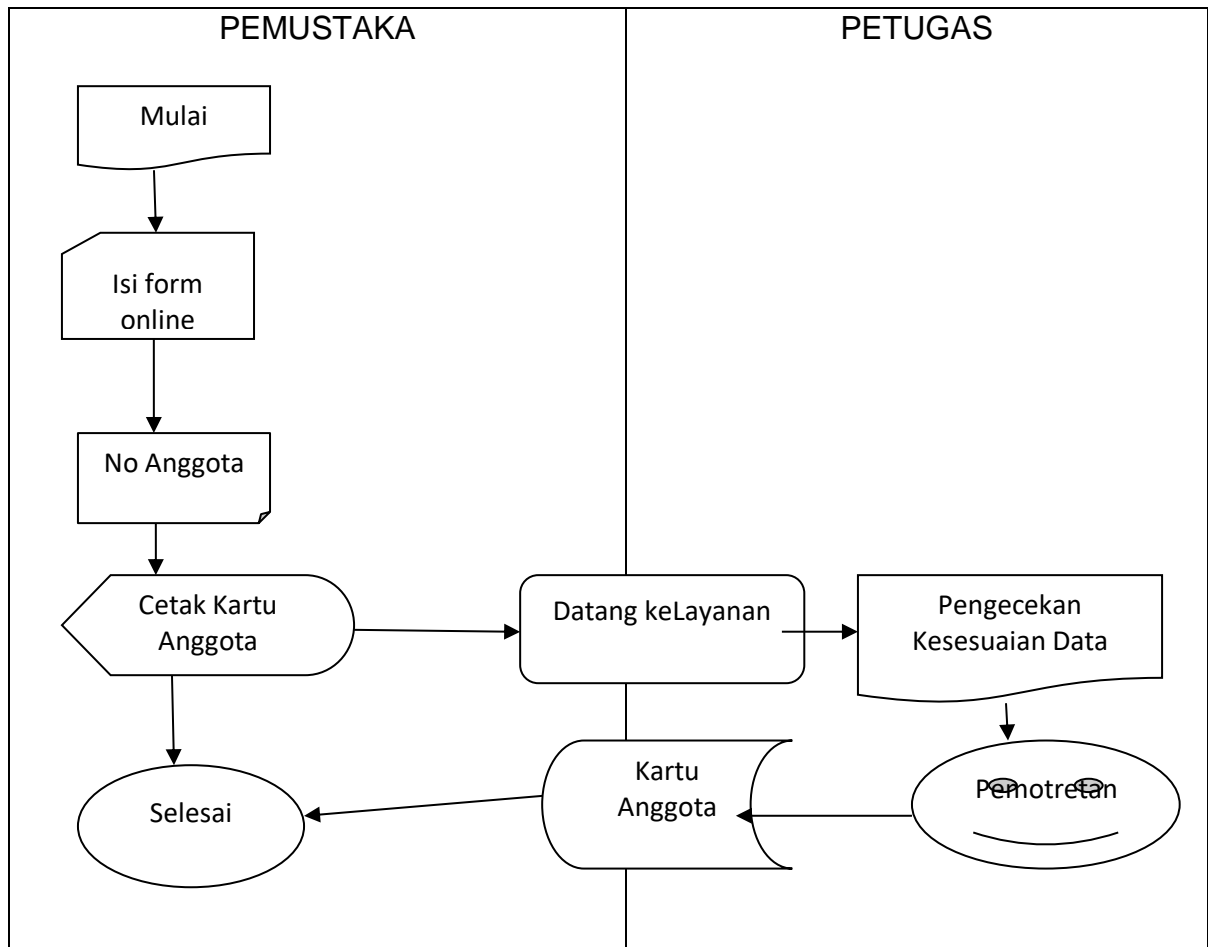 PEMUSTAKA
PETUGAS
Mulai
Isi form
online
No Anggota
Cetak Kartu
Anggota
Datang keLayanan
Pengecekan
Kesesuaian Data
Pemotretan
Kartu
Anggota
Selesai